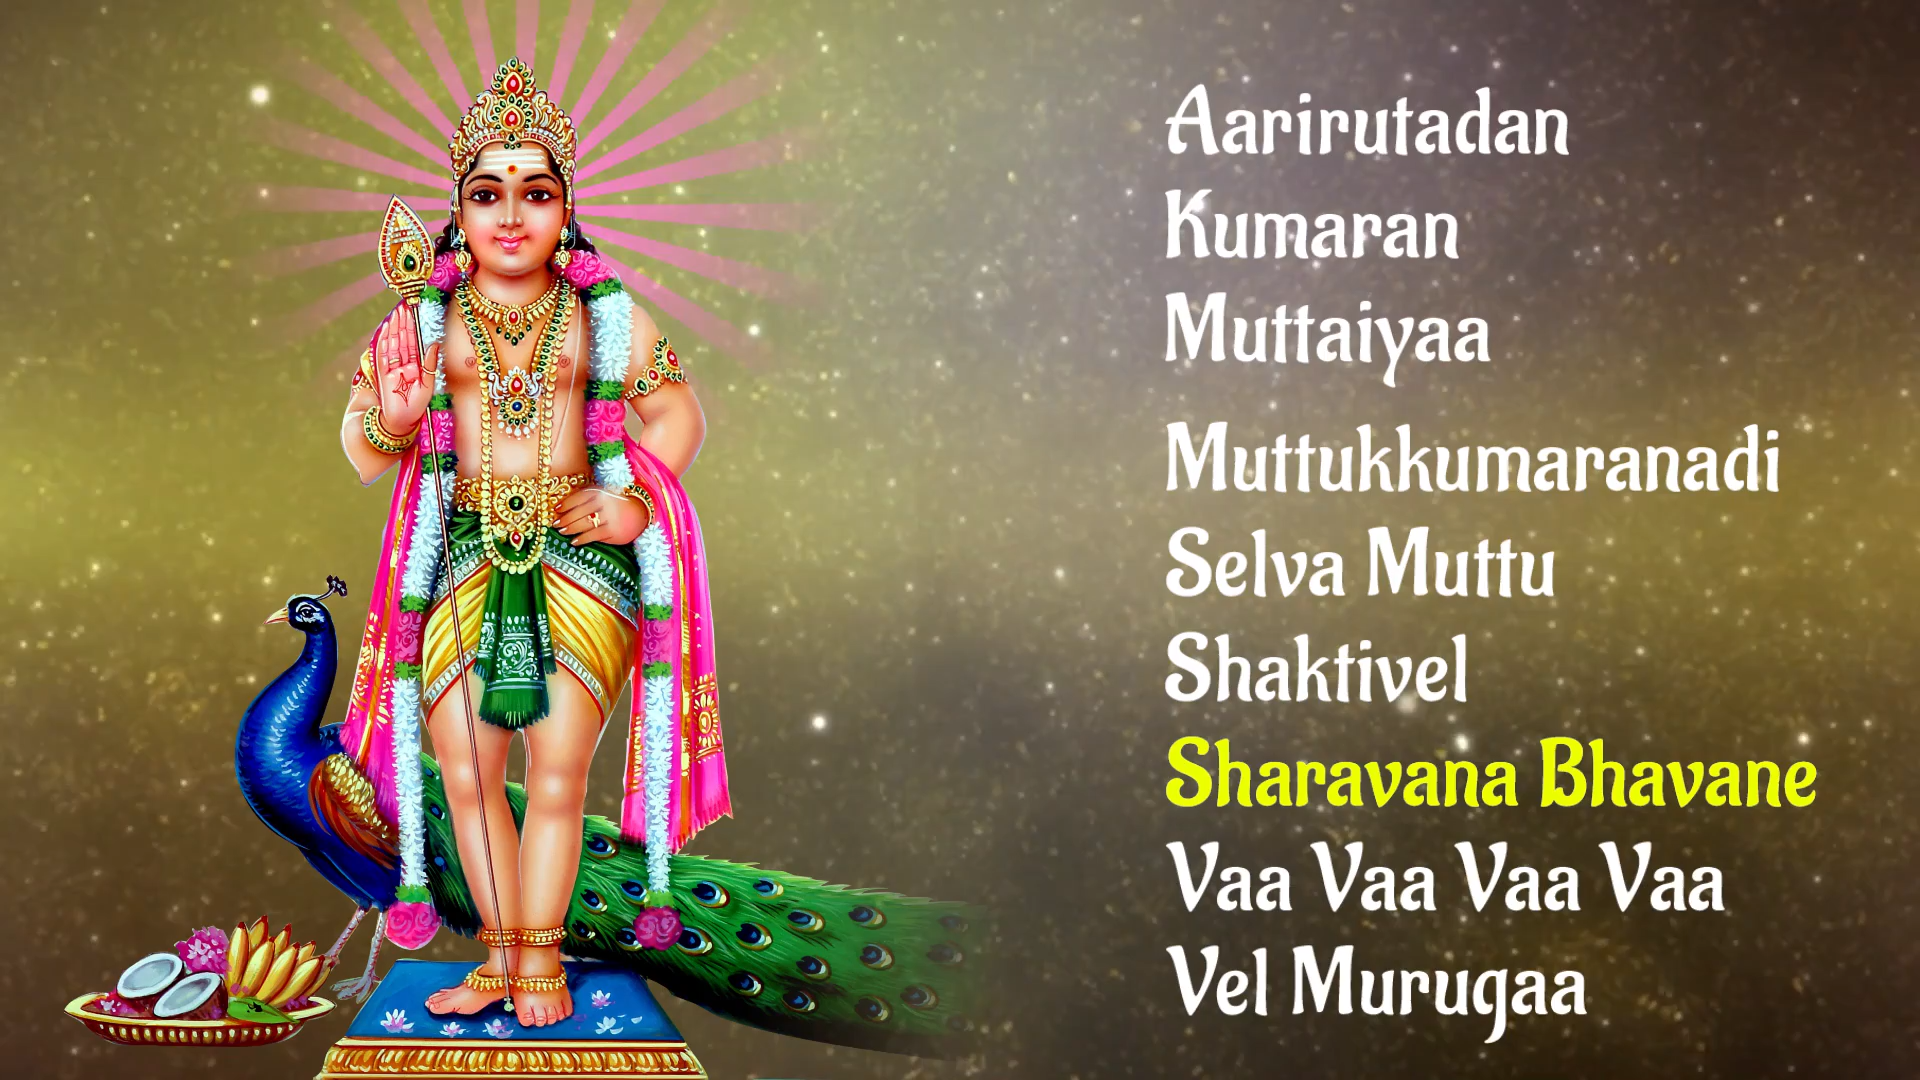 Aarirutadan
Kumaran
Muttaiyaa
Muttukkumaranadi
Selva Muttu
Shaktivel
Sharavana Bhavane
Vaa Vaa Vaa Vaa
Vel Murugaa